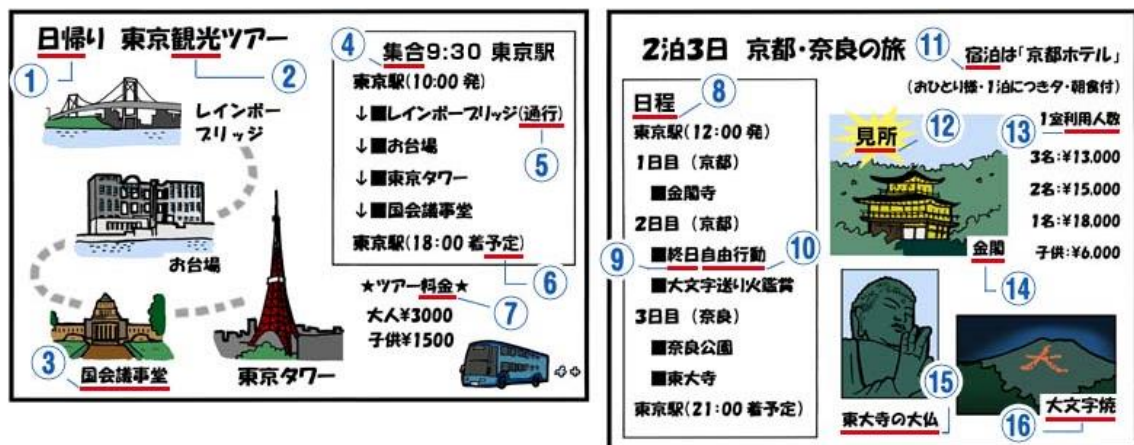 日帰り 東京観光ツアー
①
②
レインボー
ブリッジ
お台場
③
国会議事堂
東京タワー
④
集合9:30 東京駅
東京駅(10:00 発)
↓■レインボーブリッジ(通行)
⑤
↓■お台場
↓■東京タワー
↓■国会議事堂
東京駅(18:00 着予定)
⑥
★ツアー料金★
⑦
大人¥3000
子供¥1500
2泊3日 京都・奈良の旅
⑪
宿泊は「京都ホテル」
(おひとり様・1泊につき夕・朝食付)
日程
⑧
東京駅(12:00 発)
1日目(京都)
■金閣寺
2日目(京都)
⑨
■終日自由行動
⑩
■大文字送り火鑑賞
3日目(奈良)
■奈良公園
■東大寺
東京駅(21:00 着予定)
見所
⑫
⑬
1室利用人数
3名:¥13.000
2名:¥15.000
1名:¥18.000
子供:¥6.000
金閣
⑭
⑮
東大寺の大仏
大
大文字焼
⑯